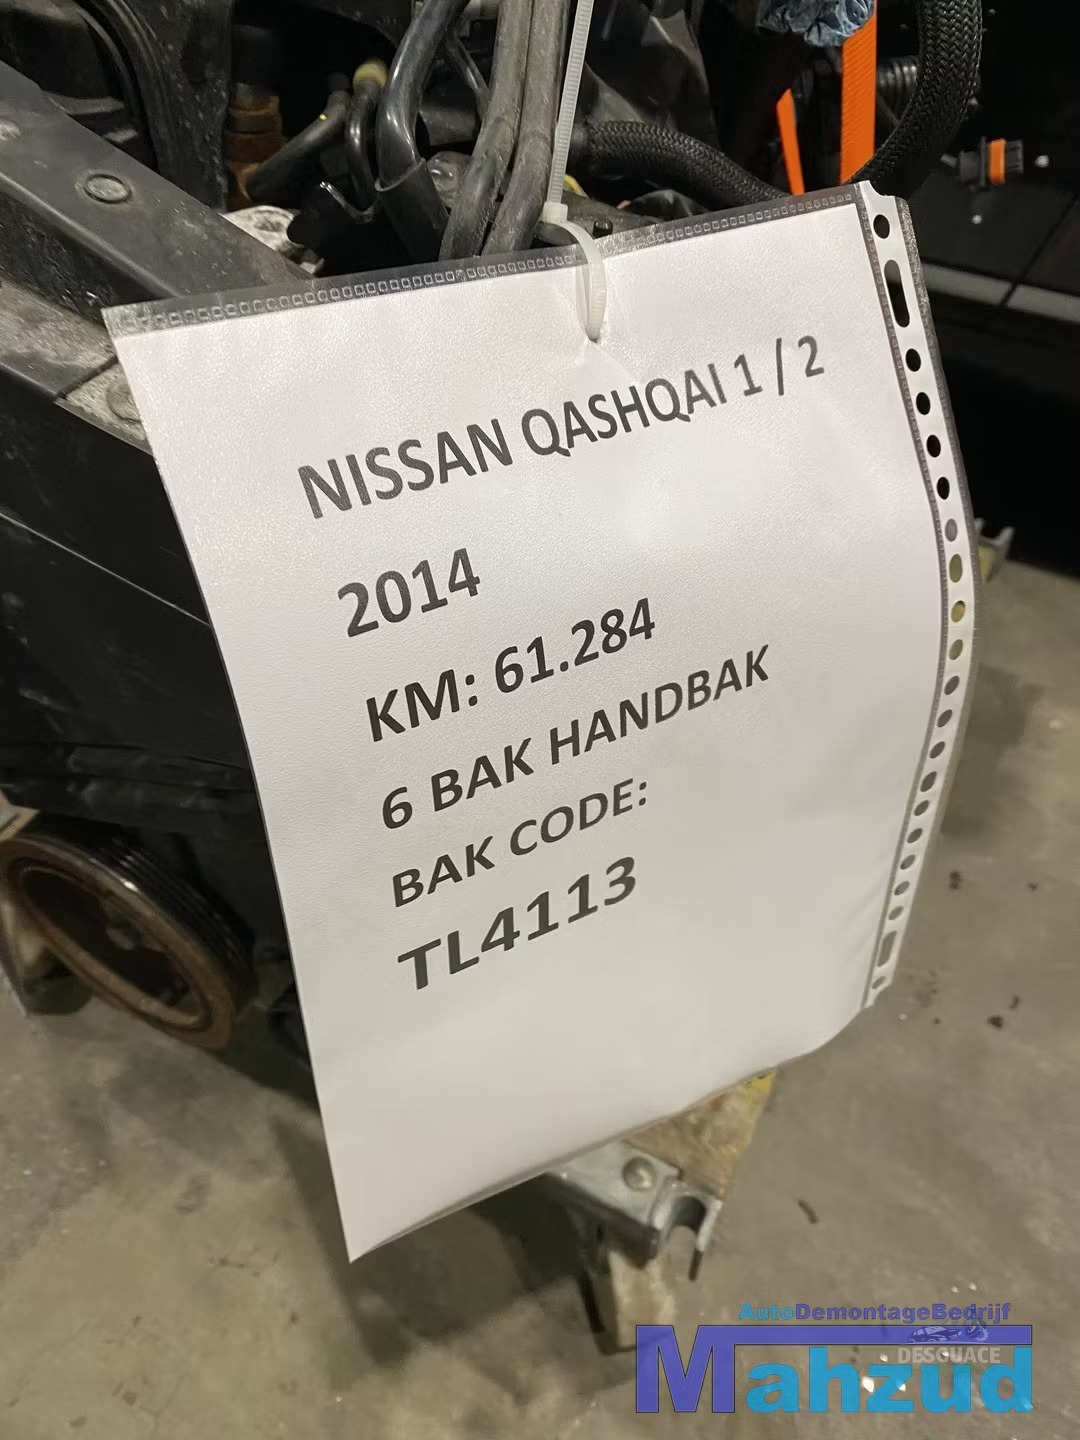 NISSAN QASHQAI 1 / 2
2014
KM: 61.284
6 BAK HANDBAK
BAK CODE:
TL4113
AutoDemontageBedrijf
DESGUACE
Mahzud